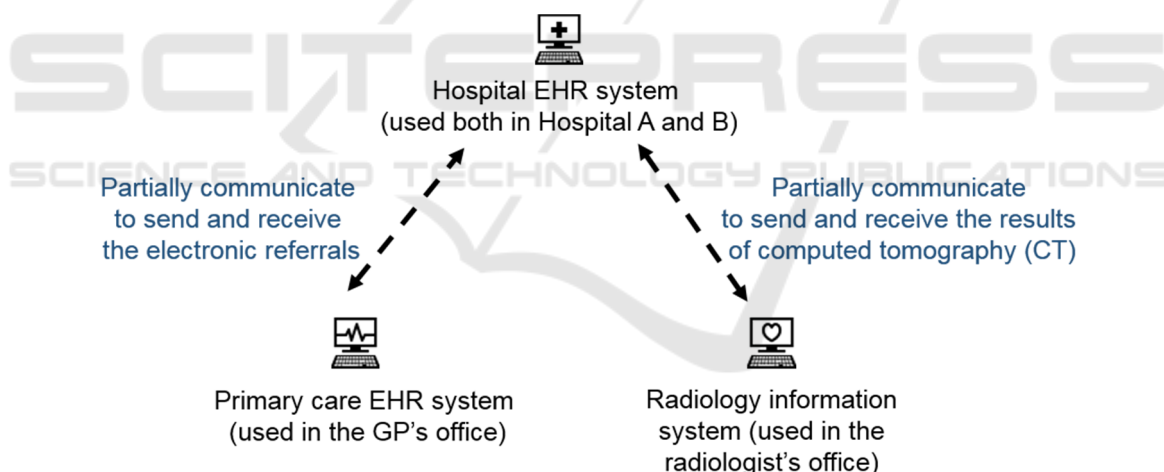 SCITEPRESS
SCIENCE AND TECHNOLOGY PUBLICATIONS
Hospital EHR system
(used both in Hospital A and B)
Partially communicate
to send and receive
the electronic referrals
Partially communicate
to send and receive the results
of computed tomography (CT)
Primary care EHR system
(used in the GP’s office)
Radiology information
system (used in the
radiologist’s office)